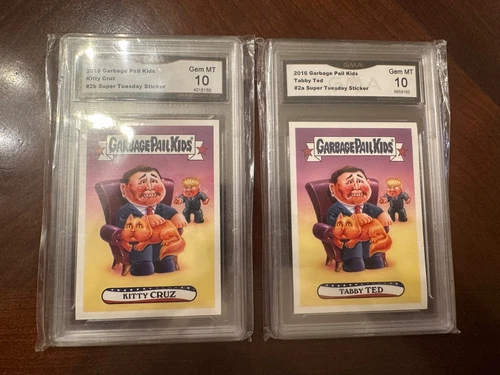 2016 Garbage Pail Kids
Kitty Cruz
#2b Super Tuesday Sticker
Gem MT
10
GARBAGE PAIL KIDS
KITTY CRUZ
GMA
2016 Garbage Pail Kids
Tabby Ted
#2a Super Tuesday Sticker
Gem MT
10
GARBAGE PAIL KIDS
TABBY TED